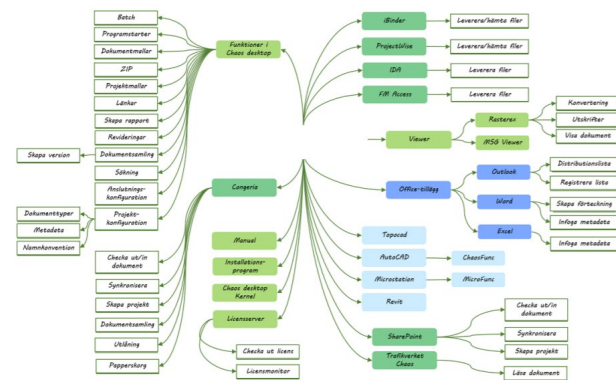 Batch
Programstarter
Dokumentmallar
ZIP
Projektmallar
Länkar
Skapa rapport
Revideringar
Dokumentsamling
Skapa version
Sökning
Anslutnings-
konfiguration
Projekt-
konfiguration
Dokumenttyper
Metadata
Namnkonvention
Funktioner i
Chaos desktop
Congeria
Checka ut/in
dokument
Synkronisera
Skapa projekt
Dokumentsamling
Utlåning
Papperskorg
Manual
Installations-
program
Chaos desktop
Kernel
Licensserver
Checka ut licens
Licensmonitor
iBinder
Leverera/hämta filer
ProjectWise
Leverera/hämta filer
IDA
Leverera filer
FM Access
Leverera filer
Viewer
Rasterex
Konvertering
Utskrifter
Visa dokument
MSG Viewer
Office-tillägg
Outlook
Distributionslista
Registrera lista
Word
Skapa förteckning
Infoga metadata
Excel
Infoga metadata
Topocad
AutoCAD
ChaosFunc
Microstation
MicroFunc
Revit
SharePoint
Checka ut/in
dokument
Synkronisera
Skapa projekt
Trafikverket
Chaos
Läsa dokument